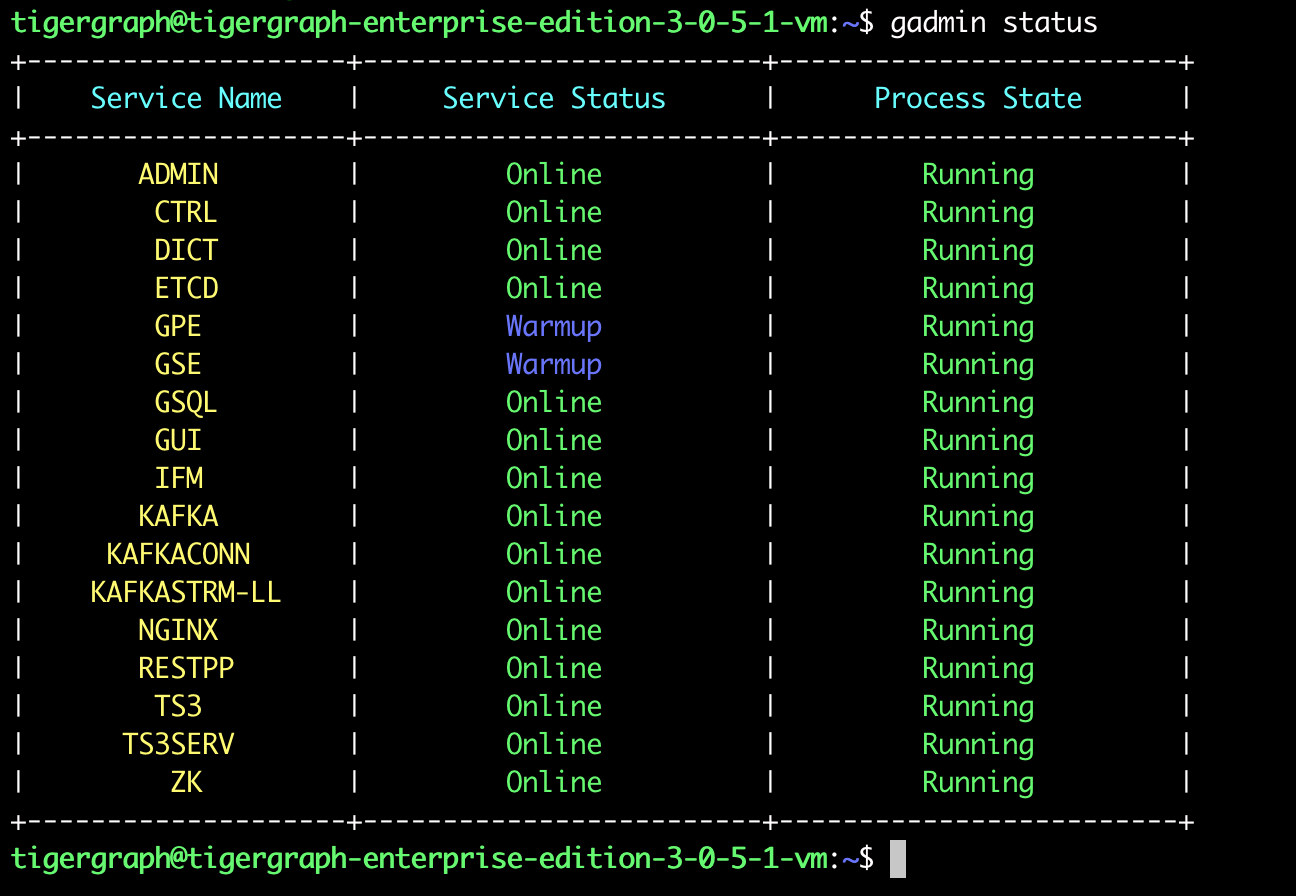 tigergraph@tigergraph-enterprise-edition-3-0-5-1-vm:~$ gadmin status
+--------------------+-------------------------+-------------------------+
|    Service Name    |     Service Status      |      Process State      |
+--------------------+-------------------------+-------------------------+
|       ADMIN        |         Online          |         Running         |
|        CTRL        |         Online          |         Running         |
|        DICT        |         Online          |         Running         |
|        ETCD        |         Online          |         Running         |
|        GPE         |         Warmup          |         Running         |
|        GSE         |         Warmup          |         Running         |
|        GSQL        |         Online          |         Running         |
|        GUI         |         Online          |         Running         |
|        IFM         |         Online          |         Running         |
|       KAFKA        |         Online          |         Running         |
|     KAFKACONN      |         Online          |         Running         |
|    KAFKASTRM-LL    |         Online          |         Running         |
|       NGINX        |         Online          |         Running         |
|       RESTPP       |         Online          |         Running         |
|        TS3         |         Online          |         Running         |
|      TS3SERV       |         Online          |         Running         |
|         ZK         |         Online          |         Running         |
+--------------------+-------------------------+-------------------------+
tigergraph@tigergraph-enterprise-edition-3-0-5-1-vm:~$